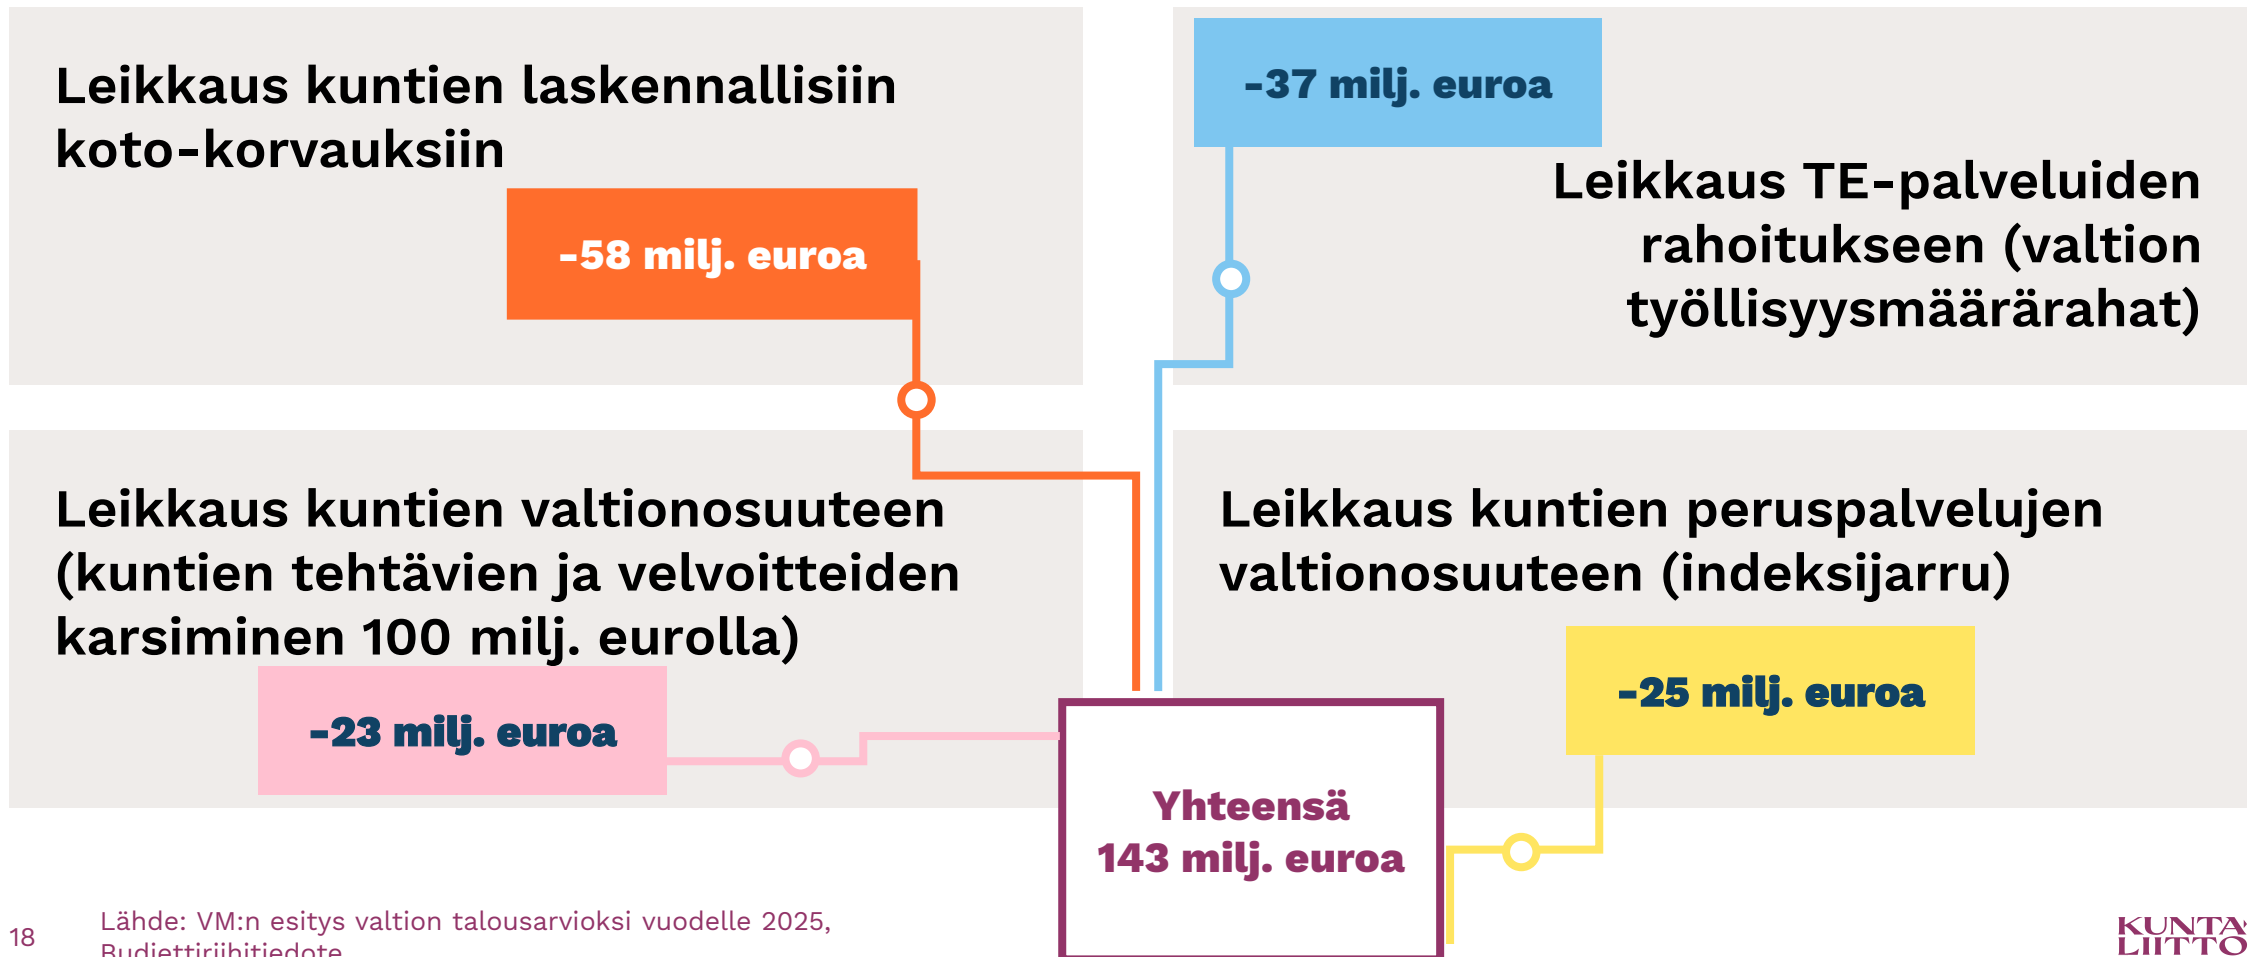 Leikkaus kuntien laskennallisiin
koto-korvauksiin
-58 milj. euroa
-37 milj. euroa
Leikkaus TE-palveluiden
rahoitukseen (valtion
työllisyysmäärärahat)
Leikkaus kuntien valtionosuuteen
(kuntien tehtävien ja velvoitteiden
karsiminen 100 milj. eurolla)
-23 milj. euroa
Leikkaus kuntien peruspalvelujen
valtionosuuteen (indeksijarru)
-25 milj. euroa
Yhteensä
143 milj. euroa
18
Lähde: VM:n esitys valtion talousarvioksi vuodelle 2025,
Budjettiriihitiedote
KUNTA
LIITTO